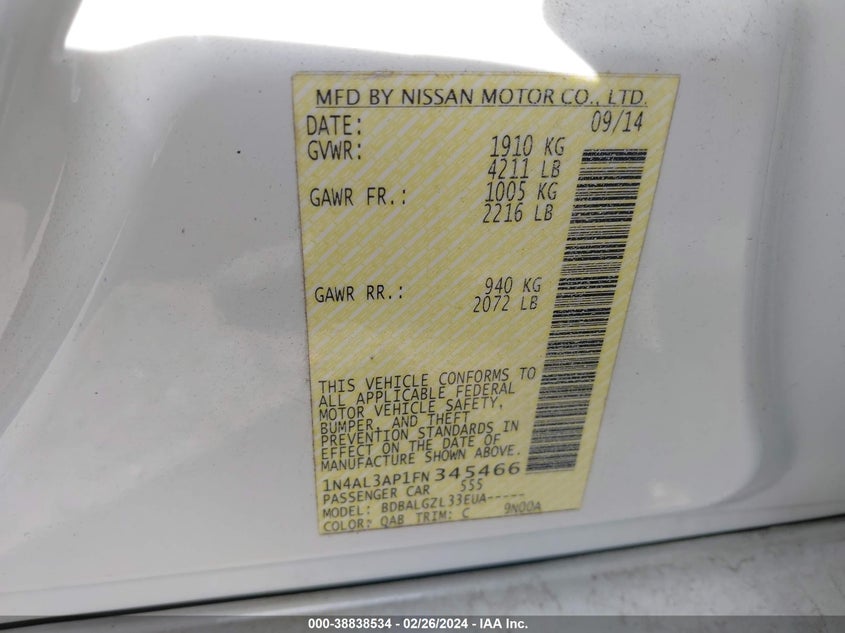 MFD BY NISSAN MOTOR CO., LTD.
DATE: 09/14
GVWR: 1910 KG
4211 LB
GAWR FR.: 1005 KG
2216 LB
GAWR RR.: 940 KG
2072 LB
THIS VEHICLE CONFORMS TO
ALL APPLICABLE FEDERAL
MOTOR VEHICLE SAFETY,
BUMPER, AND THEFT
PREVENTION STANDARDS IN
EFFECT ON THE DATE OF
MANUFACTURE SHOWN ABOVE.
1N4AL3AP1FN345466
PASSENGER CAR 555
MODEL: BDBALGZL33EUA-----
COLOR: QAB TRIM: C 9N00A
000-38838534 - 02/26/2024 - IAA Inc.